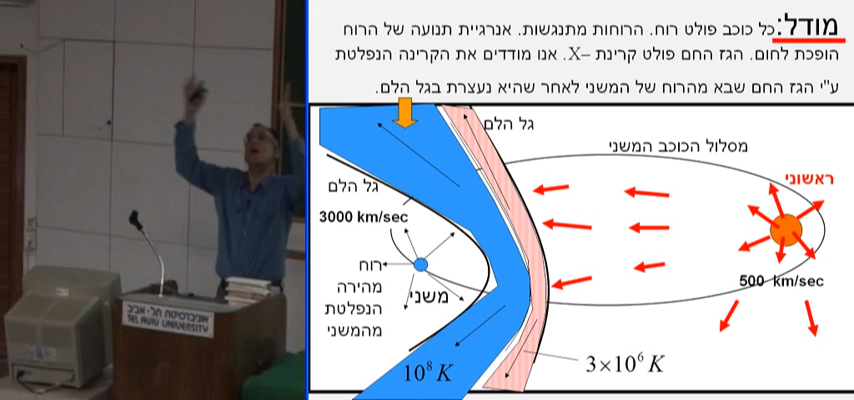 מודל: כל כוכב פולט רוח. הרוחות מתנגשות. אנרגיית תנועה של הרוח
הופכת לחום. הגז החם פולט קרינת –X. אנו מודדים את הקרינה הנפלטת
ע"י הגז החם שבא מהרוח של המשני לאחר שהיא נעצרת בגל הלם.
גל הלם
מסלול הכוכב המשני
ראשוני
גל הלם
3000 km/sec
רוח
מהירה
הנפלטת
מהמשני
משני
500 km/sec
10⁸ K
3×10⁶ K
אוניברסיטת תל-אביב
TEL AVIV UNIVERSITY